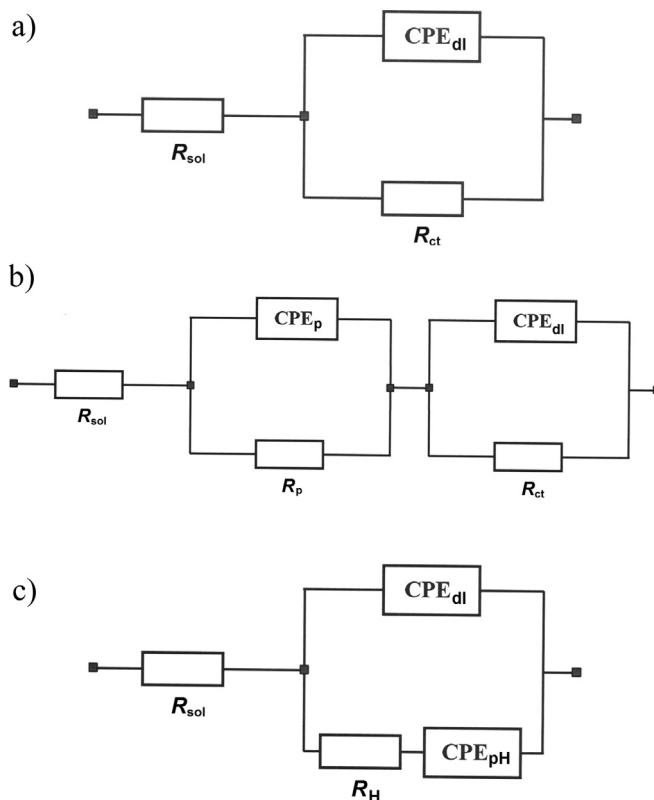 a)
CPEdl
Rsol
Rct
b)
CPEp
CPEdl
Rsol
Rp
Rct
c)
CPEdl
Rsol
RH
CPEpH